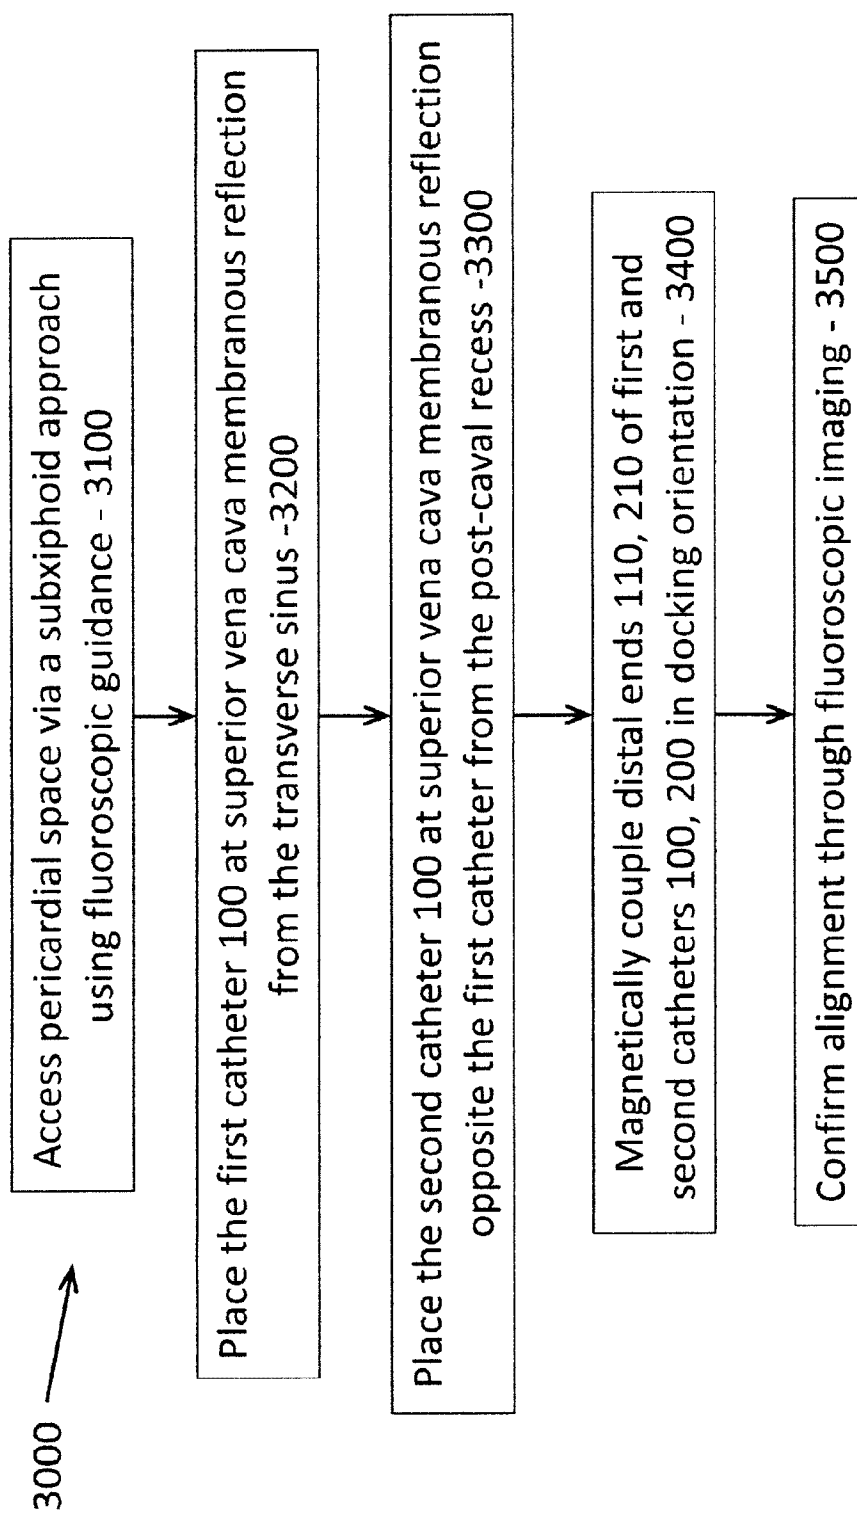 3000
Access pericardial space via a subxiphoid approach
using fluoroscopic guidance - 3100
Place the first catheter 100 at superior vena cava membranous reflection
from the transverse sinus -3200
Place the second catheter 100 at superior vena cava membranous reflection
opposite the first catheter from the post-caval recess -3300
Magnetically couple distal ends 110, 210 of first and
second catheters 100, 200 in docking orientation - 3400
Confirm alignment through fluoroscopic imaging - 3500